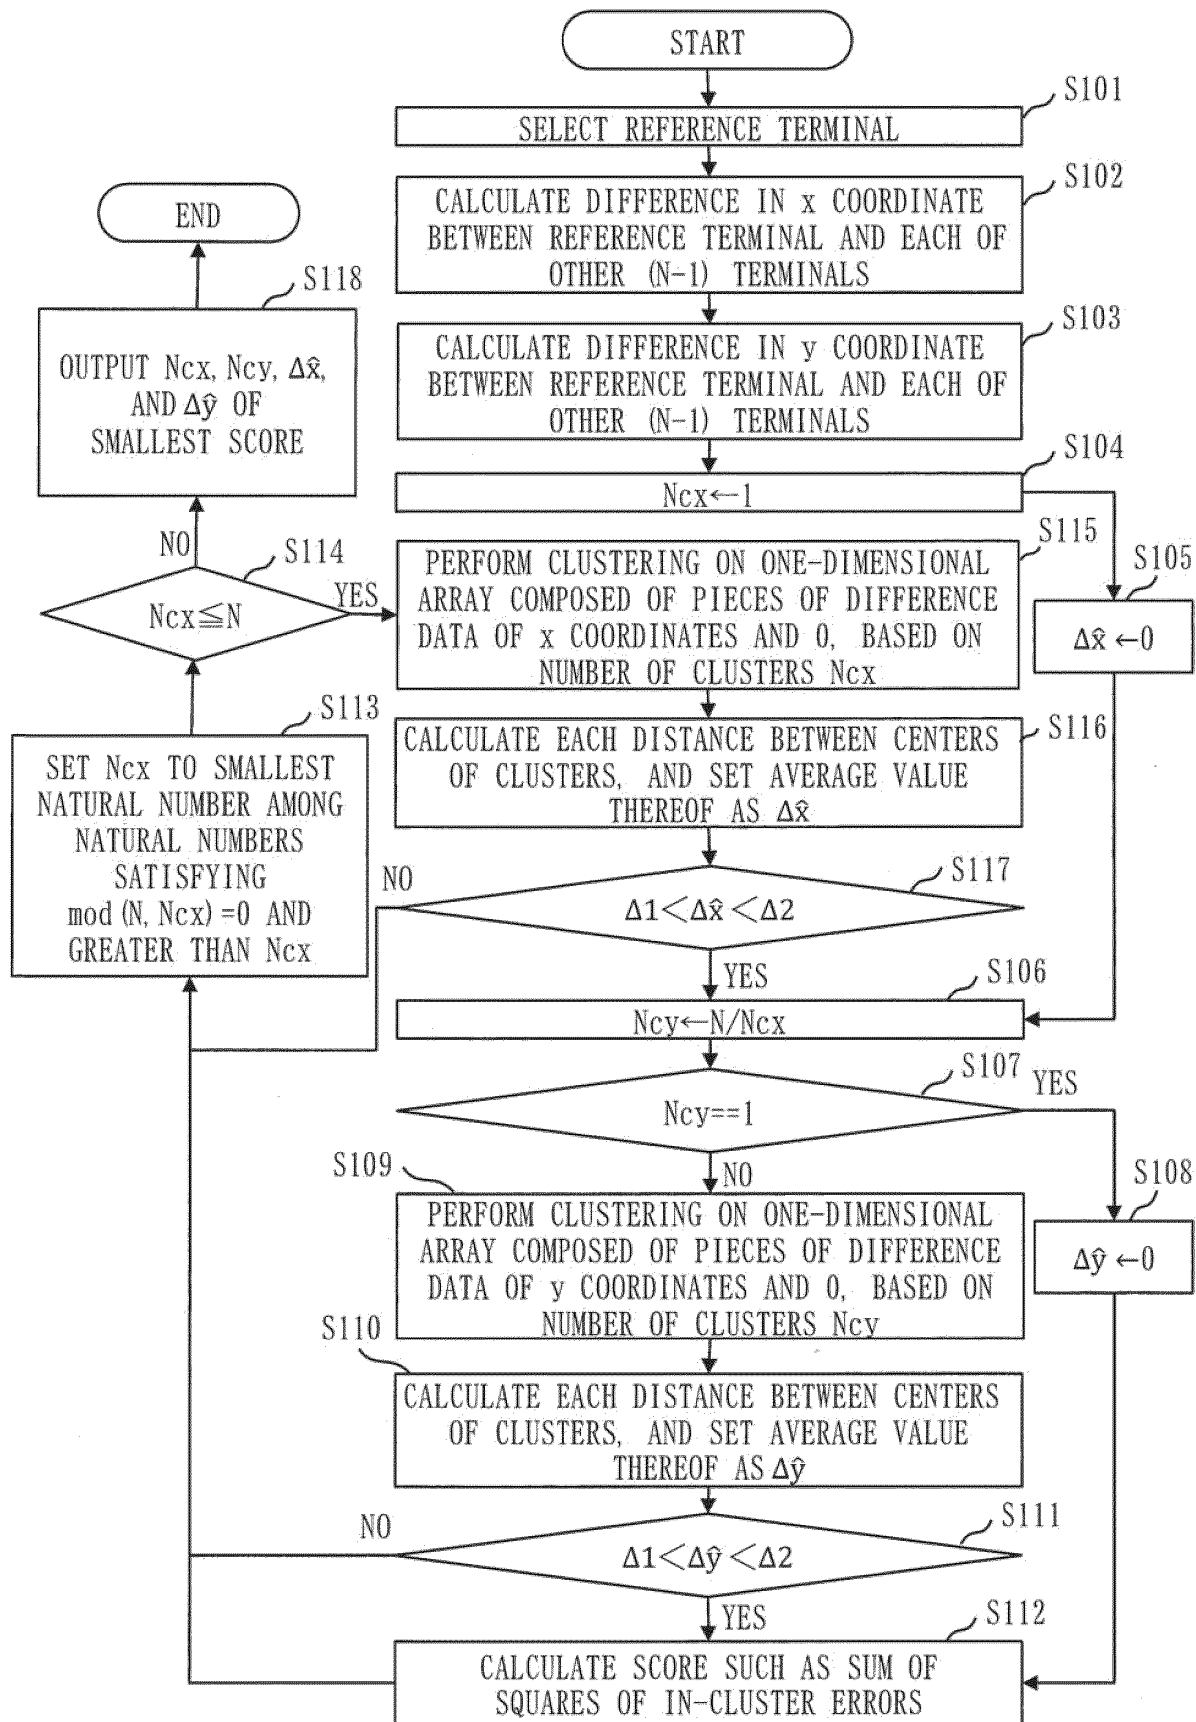 START
S101
SELECT REFERENCE TERMINAL
S102
CALCULATE DIFFERENCE IN x COORDINATE
BETWEEN REFERENCE TERMINAL AND EACH OF
OTHER (N-1) TERMINALS
S103
CALCULATE DIFFERENCE IN y COORDINATE
BETWEEN REFERENCE TERMINAL AND EACH OF
OTHER (N-1) TERMINALS
S104
Ncx←1
S105
Δx̂ ←0
END
S118
OUTPUT Ncx, Ncy, Δx̂,
AND Δŷ OF
SMALLEST SCORE
NO
S114
Ncx≦N
YES
S115
PERFORM CLUSTERING ON ONE-DIMENSIONAL
ARRAY COMPOSED OF PIECES OF DIFFERENCE
DATA OF x COORDINATES AND 0, BASED ON
NUMBER OF CLUSTERS Ncx
S116
CALCULATE EACH DISTANCE BETWEEN CENTERS
OF CLUSTERS, AND SET AVERAGE VALUE
THEREOF AS Δx̂
S113
SET Ncx TO SMALLEST
NATURAL NUMBER AMONG
NATURAL NUMBERS
SATISFYING
mod(N, Ncx)=0 AND
GREATER THAN Ncx
NO
S117
Δ1<Δx̂<Δ2
YES
S106
Ncy←N/Ncx
S107
YES
Ncy==1
NO
S108
Δŷ ←0
S109
PERFORM CLUSTERING ON ONE-DIMENSIONAL
ARRAY COMPOSED OF PIECES OF DIFFERENCE
DATA OF y COORDINATES AND 0, BASED ON
NUMBER OF CLUSTERS Ncy
S110
CALCULATE EACH DISTANCE BETWEEN CENTERS
OF CLUSTERS, AND SET AVERAGE VALUE
THEREOF AS Δŷ
NO
S111
Δ1<Δŷ<Δ2
YES
S112
CALCULATE SCORE SUCH AS SUM OF
SQUARES OF IN-CLUSTER ERRORS